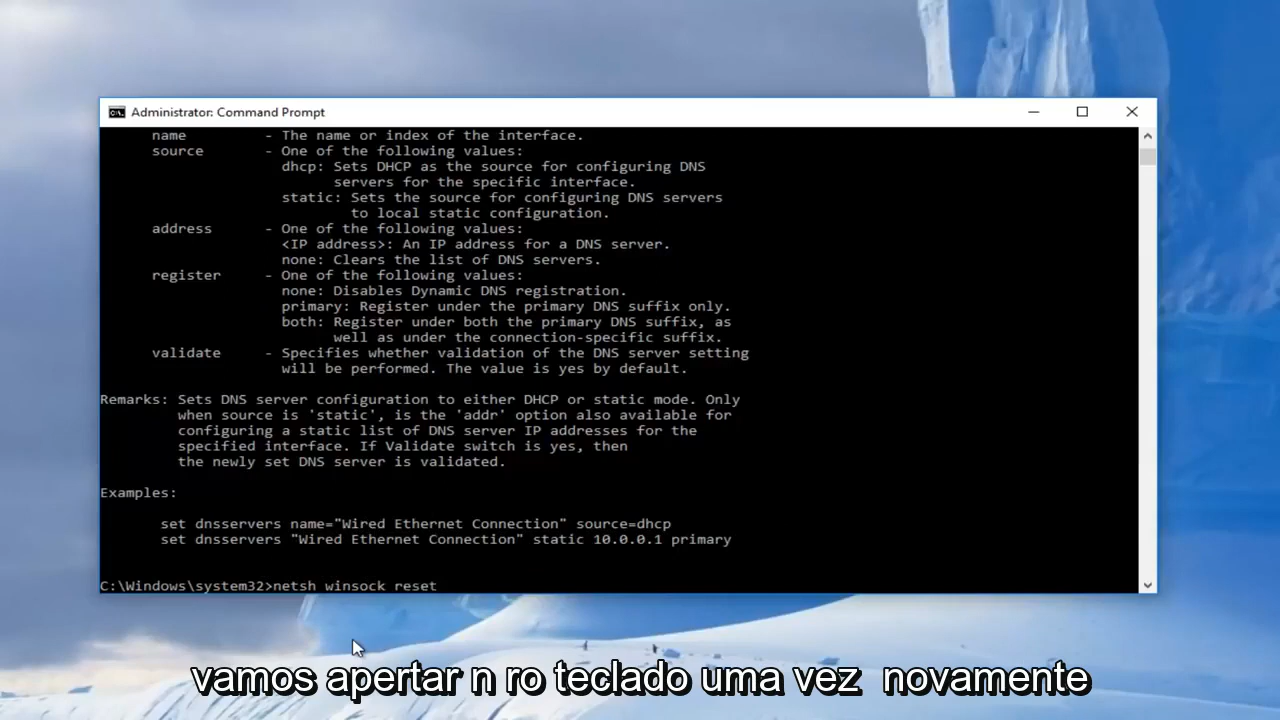 Administrator: Command Prompt
name - The name or index of the interface.
source - One of the following values:
dhcp: Sets DHCP as the source for configuring DNS
servers for the specific interface.
static: Sets the source for configuring DNS servers
to local static configuration.
address - One of the following values:
<IP address>: An IP address for a DNS server.
none: Clears the list of DNS servers.
register - One of the following values:
none: Disables Dynamic DNS registration.
primary: Register under the primary DNS suffix only.
both: Register under both the primary DNS suffix, as
well as under the connection-specific suffix.
validate - Specifies whether validation of the DNS server setting
will be performed. The value is yes by default.
Remarks: Sets DNS server configuration to either DHCP or static mode. Only
when source is 'static', is the 'addr' option also available for
configuring a static list of DNS server IP addresses for the
specified interface. If Validate switch is yes, then
the newly set DNS server is validated.
Examples:
set dnsservers name="Wired Ethernet Connection" source=dhcp
set dnsservers "Wired Ethernet Connection" static 10.0.0.1 primary
C:\Windows\system32>netsh winsock reset
vamos apertar n ro teclado uma vez novamente